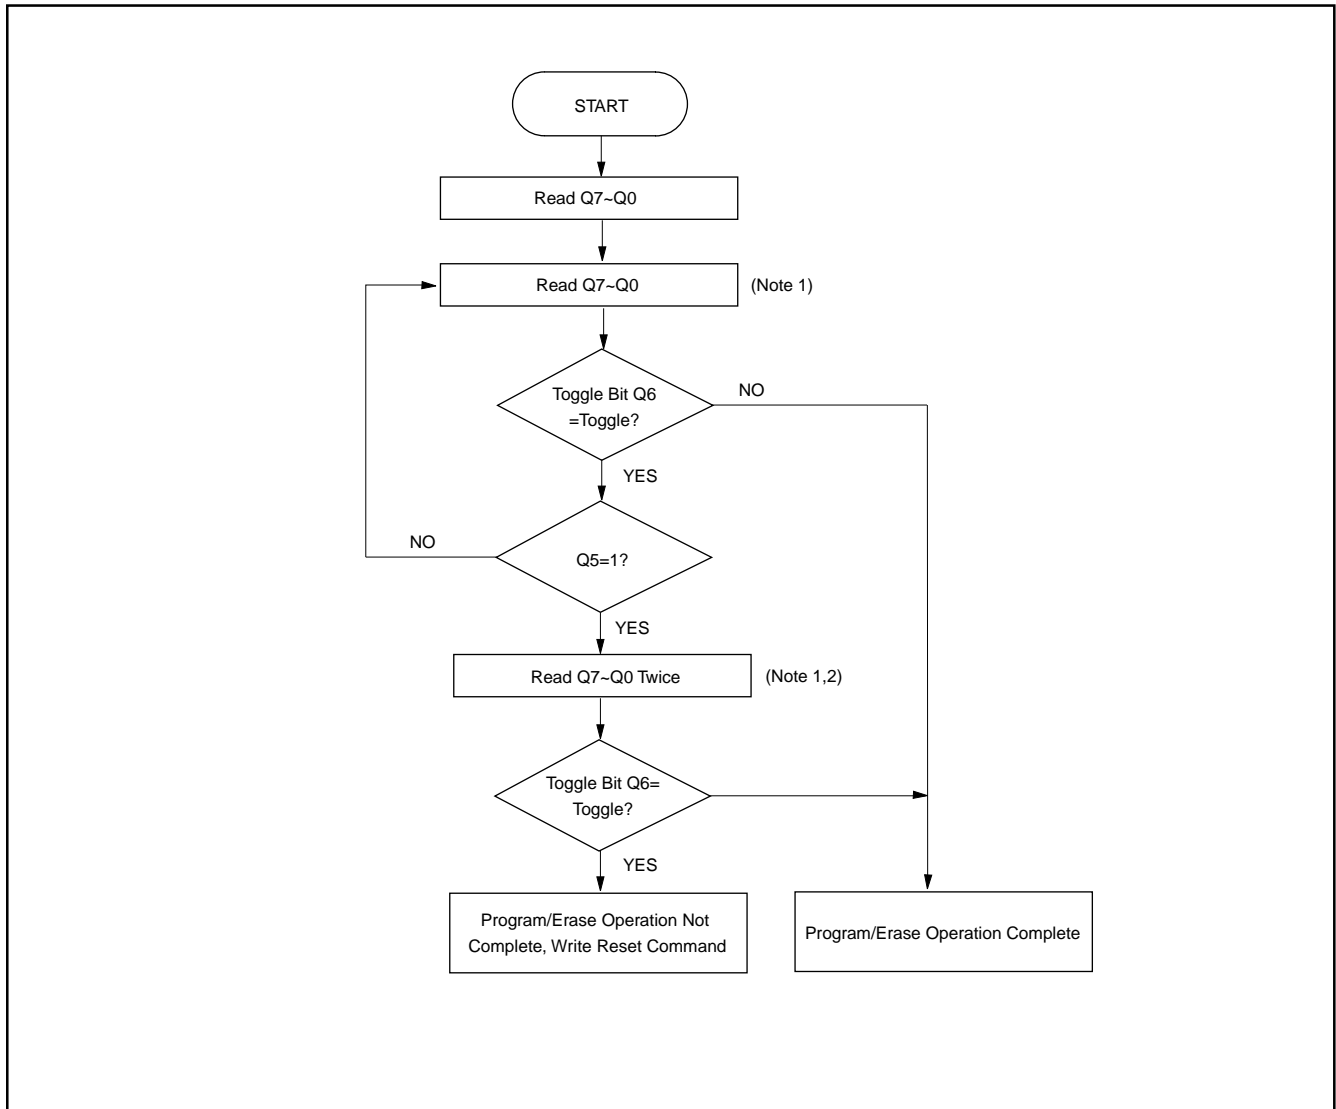 START
Read Q7~Q0
Read Q7~Q0
(Note 1)
Toggle Bit Q6
=Toggle?
NO
YES
NO
Q5=1?
YES
Read Q7~Q0 Twice
(Note 1,2)
Toggle Bit Q6=
Toggle?
YES
Program/Erase Operation Not
Complete, Write Reset Command
Program/Erase Operation Complete